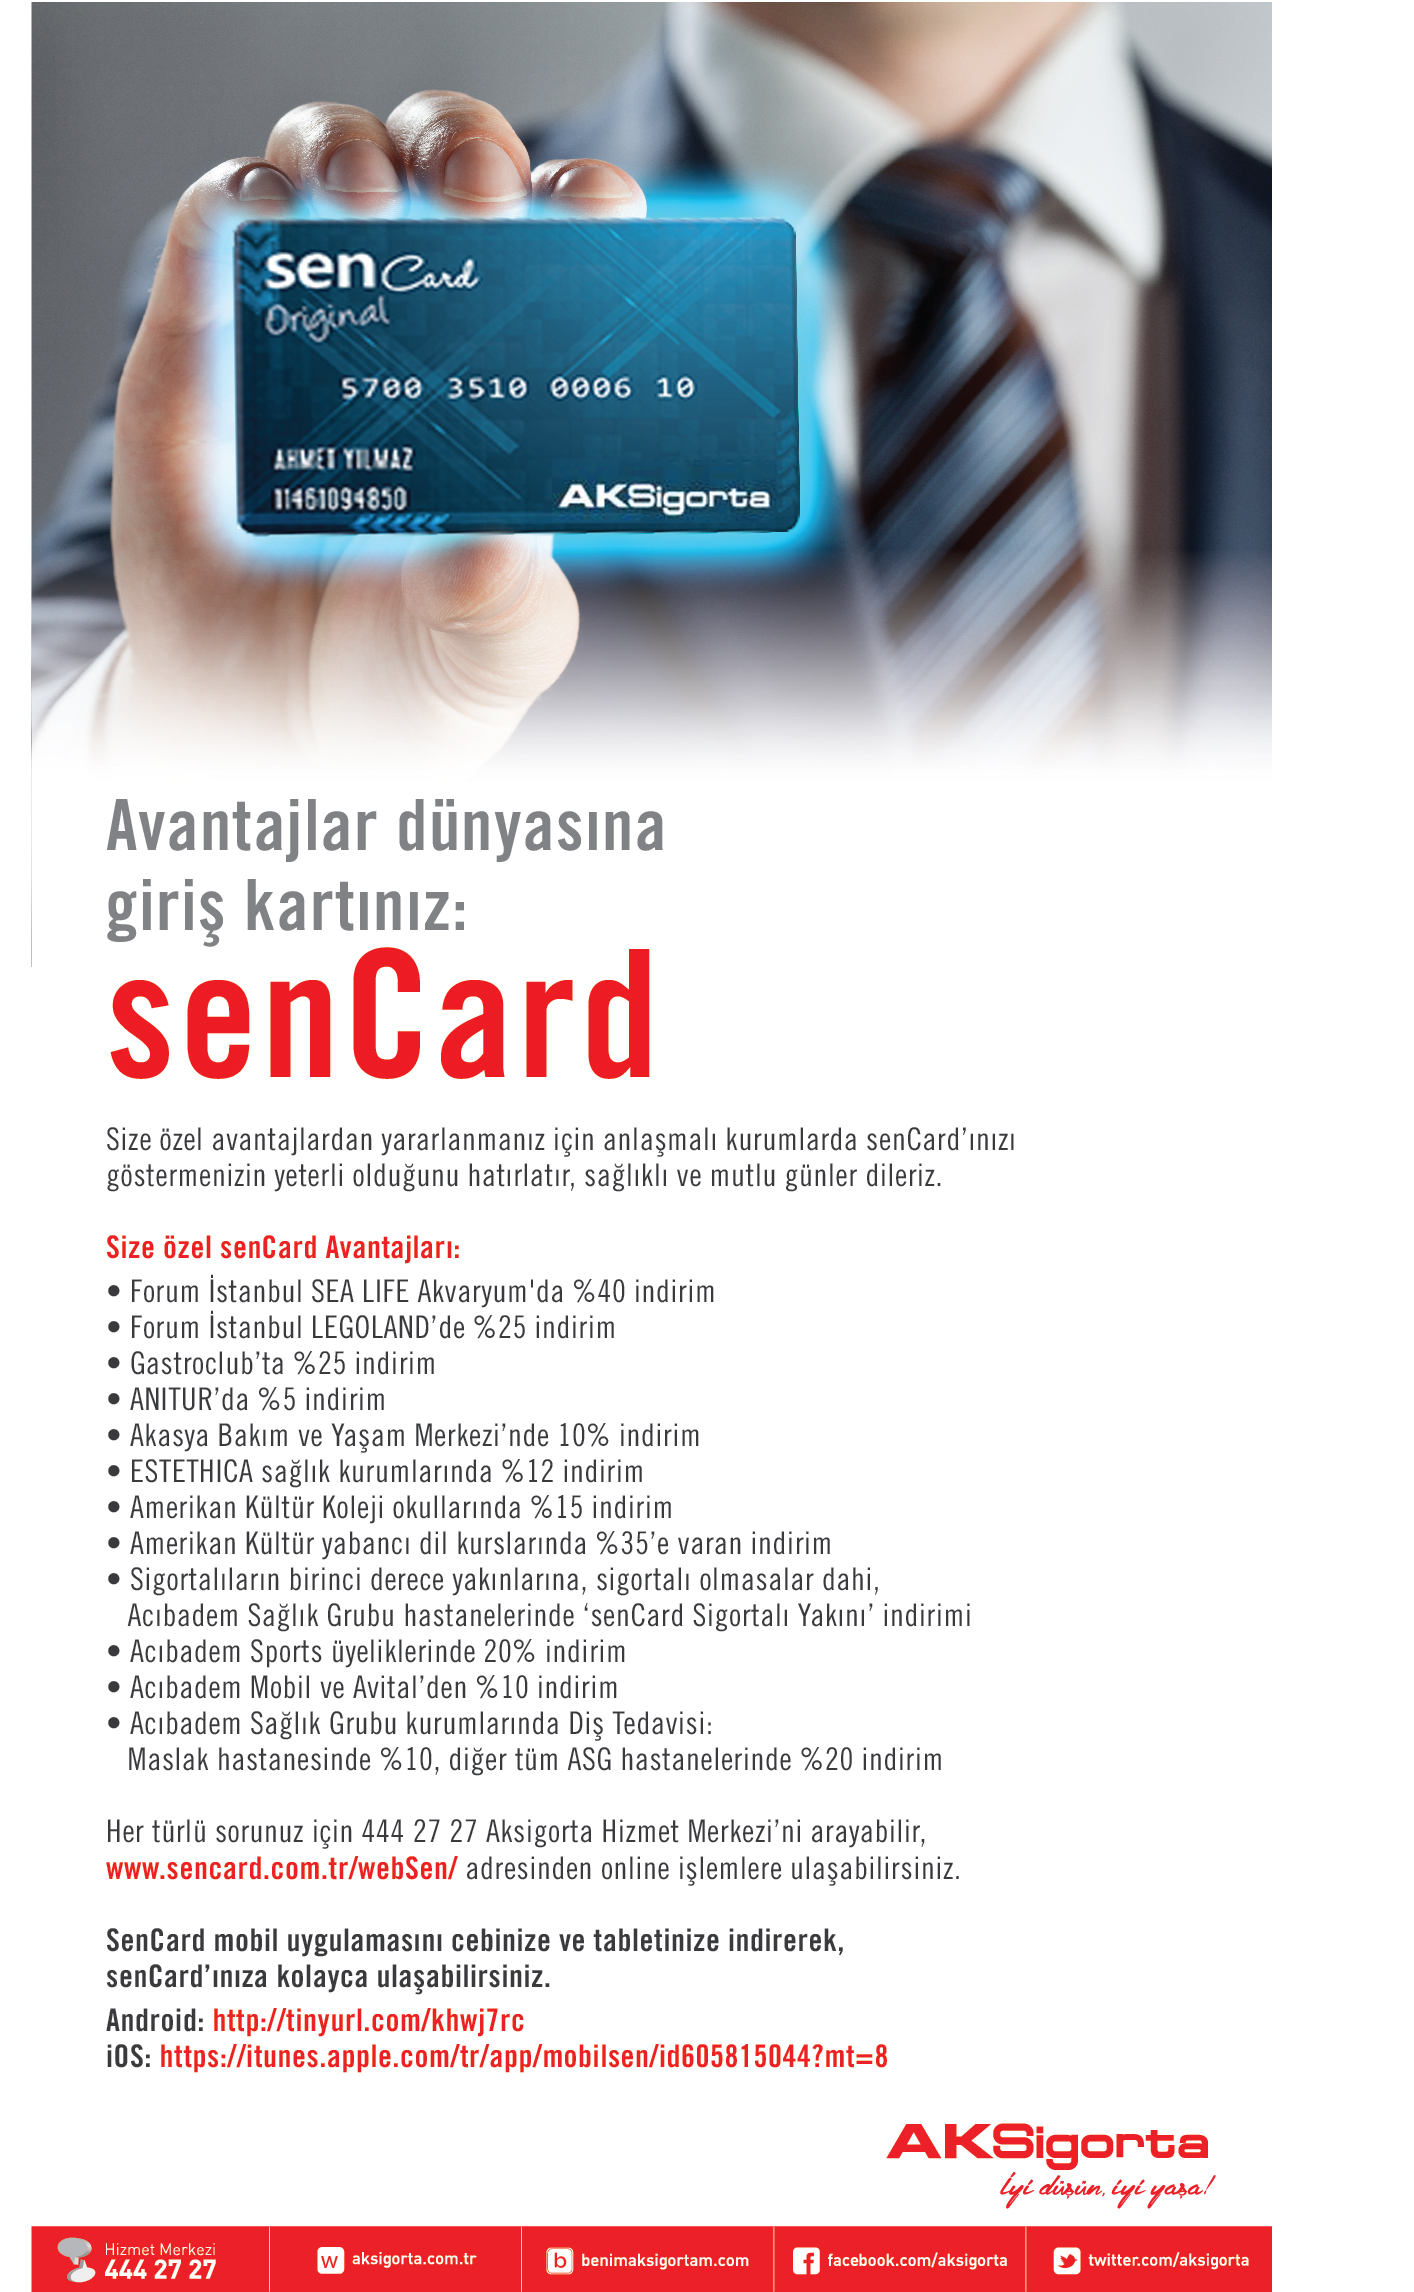 sen Card
Original
5700 3510 0006 10
AHMET YILMAZ
11461094850
AKSigorta
Avantajlar dünyasına
giriş kartınız:
senCard
Size özel avantajlardan yararlanmanız için anlaşmalı kurumlarda senCard’ınızı
göstermenizin yeterli olduğunu hatırlatır, sağlıklı ve mutlu günler dileriz.
Size özel senCard Avantajları:
• Forum İstanbul SEA LIFE Akvaryum'da %40 indirim
• Forum İstanbul LEGOLAND’de %25 indirim
• Gastroclub’ta %25 indirim
• ANITUR’da %5 indirim
• Akasya Bakım ve Yaşam Merkezi’nde 10% indirim
• ESTETHICA sağlık kurumlarında %12 indirim
• Amerikan Kültür Koleji okullarında %15 indirim
• Amerikan Kültür yabancı dil kurslarında %35’e varan indirim
• Sigortalıların birinci derece yakınlarına, sigortalı olmasalar dahi,
Acıbadem Sağlık Grubu hastanelerinde ‘senCard Sigortalı Yakını’ indirimi
• Acıbadem Sports üyeliklerinde 20% indirim
• Acıbadem Mobil ve Avital’den %10 indirim
• Acıbadem Sağlık Grubu kurumlarında Diş Tedavisi:
Maslak hastanesinde %10, diğer tüm ASG hastanelerinde %20 indirim
Her türlü sorunuz için 444 27 27 Aksigorta Hizmet Merkezi’ni arayabilir,
www.sencard.com.tr/webSen/ adresinden online işlemlere ulaşabilirsiniz.
SenCard mobil uygulamasını cebinize ve tabletinize indirerek,
senCard’ınıza kolayca ulaşabilirsiniz.
Android: http://tinyurl.com/khwj7rc
iOS: https://itunes.apple.com/tr/app/mobilsen/id605815044?mt=8
AKSigorta
İyi düşün, iyi yaşa!
Hizmet Merkezi
444 27 27
w aksigorta.com.tr
b benimaksigortam.com
f facebook.com/aksigorta
twitter.com/aksigorta